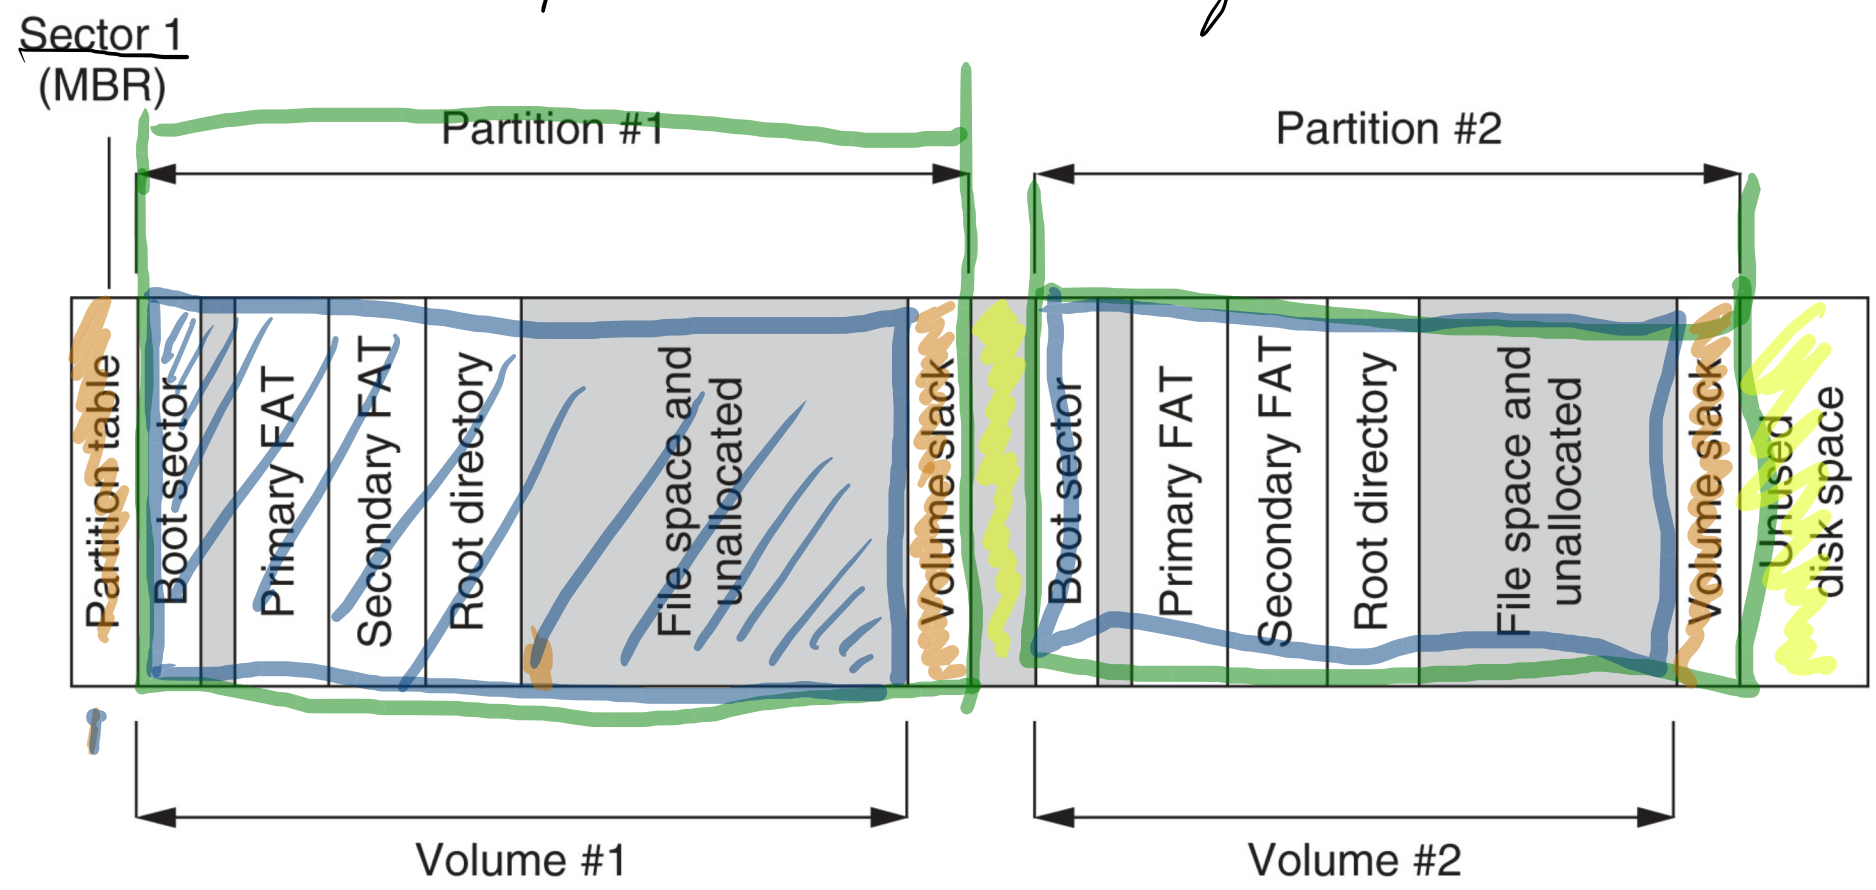 Sector 1
(MBR)
Partition #1
Partition #2
Partition table
Boot sector
Primary FAT
Secondary FAT
Root directory
File space and
unallocated
Volume slack
Boot sector
Primary FAT
Secondary FAT
Root directory
File space and
unallocated
Volume slack
Unused
disk space
Volume #1
Volume #2